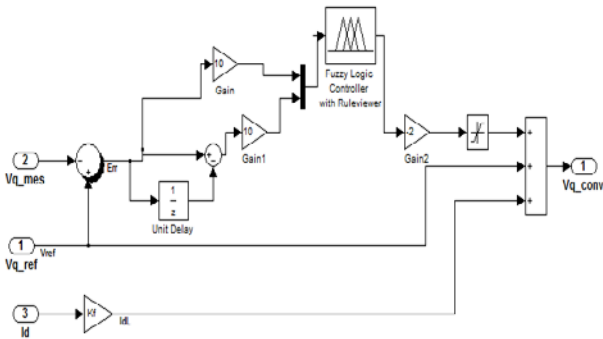 10
Gain
Fuzzy Logic
Controller
with Ruleviewer
10
Gain1
-2
Gain2
+
-
2
Vq_mes
-
+
Err
+
-
+
1
Vq_conv
1
z
Unit Delay
1
Vq_ref
Vref
+
3
Id
Kf
IdL